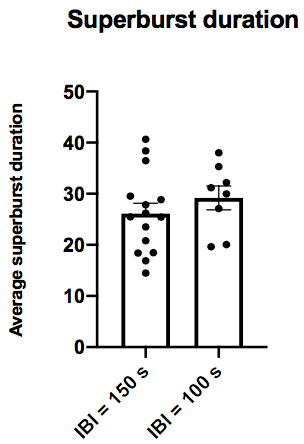 Superburst duration
Average superburst duration
50
40
30
20
10
0
IBI = 150 s
IBI = 100 s